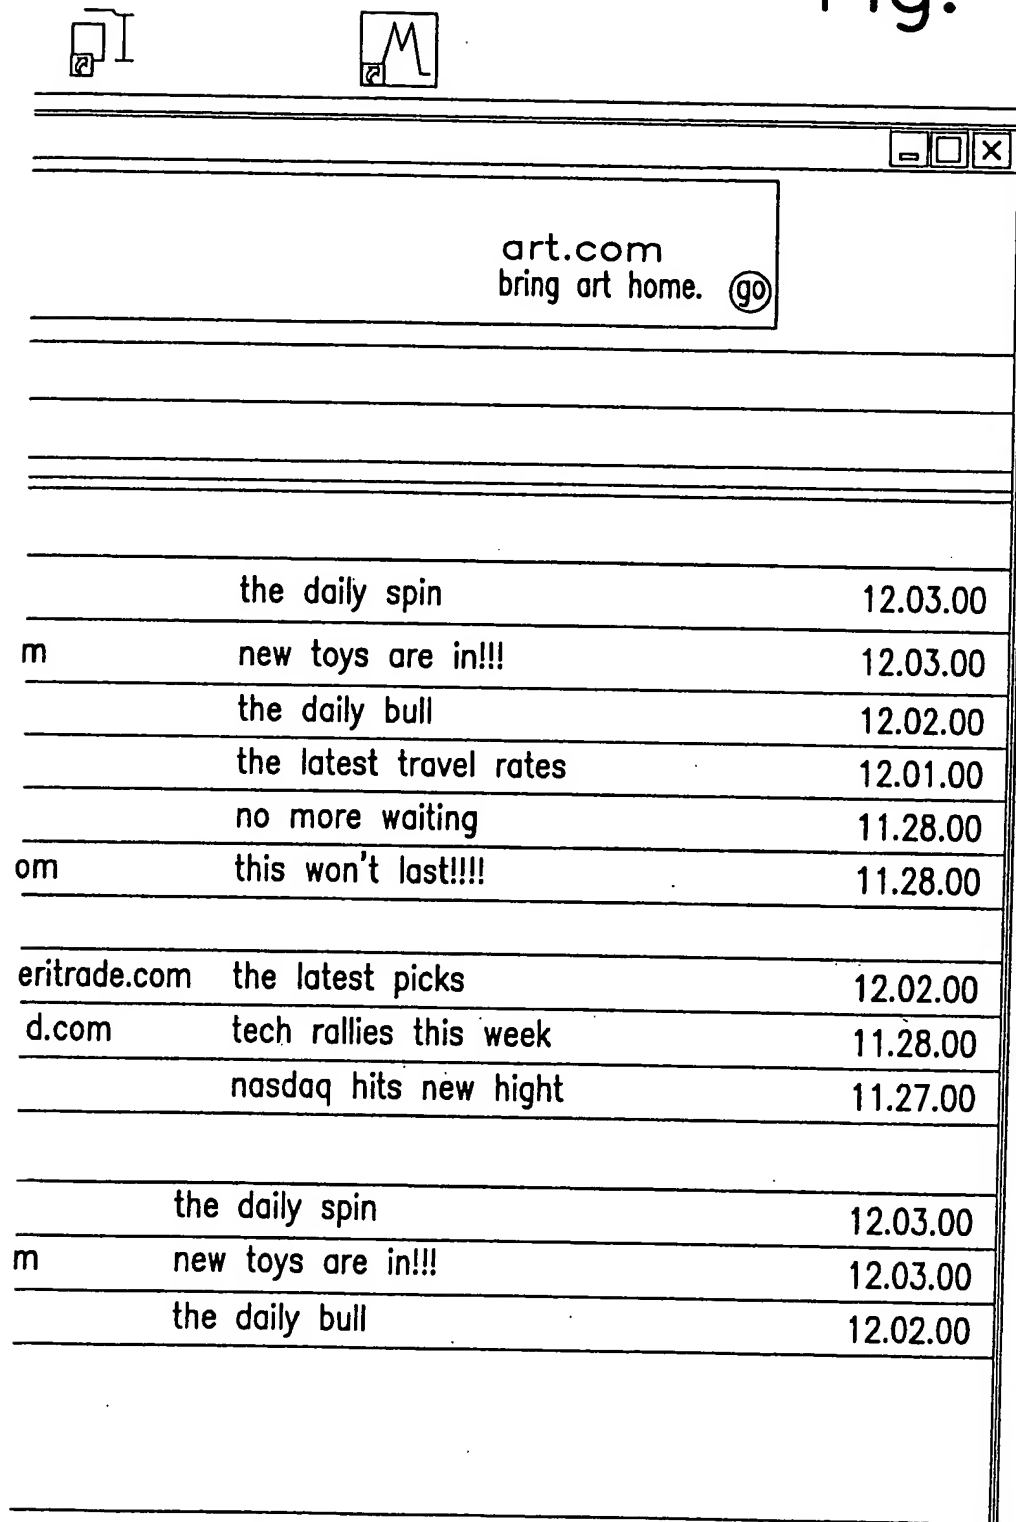 Fig.
art.com
bring art home. go
the daily spin 12.03.00
m new toys are in!!! 12.03.00
the daily bull 12.02.00
the latest travel rates 12.01.00
no more waiting 11.28.00
om this won't last!!!! 11.28.00
eritrade.com the latest picks 12.02.00
d.com tech rallies this week 11.28.00
nasdaq hits new hight 11.27.00
the daily spin 12.03.00
m new toys are in!!! 12.03.00
the daily bull 12.02.00